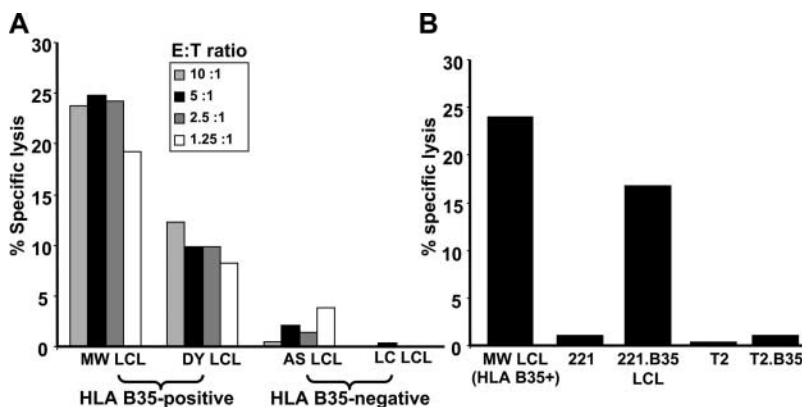 A
E:T ratio
10 :1
5 :1
2.5 :1
1.25 :1
% Specific lysis
30
25
20
15
10
5
0
MW LCL
DY LCL
AS LCL
LC LCL
HLA B35-positive
HLA B35-negative
B
% specific lysis
30
25
20
15
10
5
0
MW LCL
(HLA B35+)
221
221.B35
LCL
T2
T2.B35